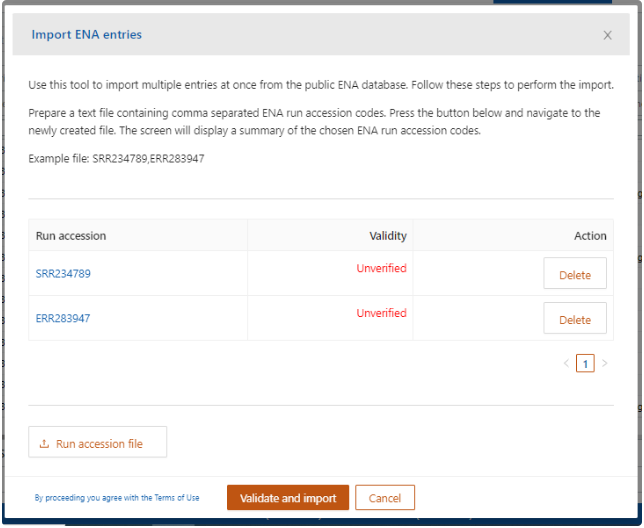 Import ENA entries
Use this tool to import multiple entries at once from the public ENA database. Follow these steps to perform the import.
Prepare a text file containing comma separated ENA run accession codes. Press the button below and navigate to the
newly created file. The screen will display a summary of the chosen ENA run accession codes.
Example file: SRR234789,ERR283947
Run accession Validity Action
SRR234789 Unverified Delete
ERR283947 Unverified Delete
< 1 >
Run accession file
By proceeding you agree with the Terms of Use Validate and import Cancel